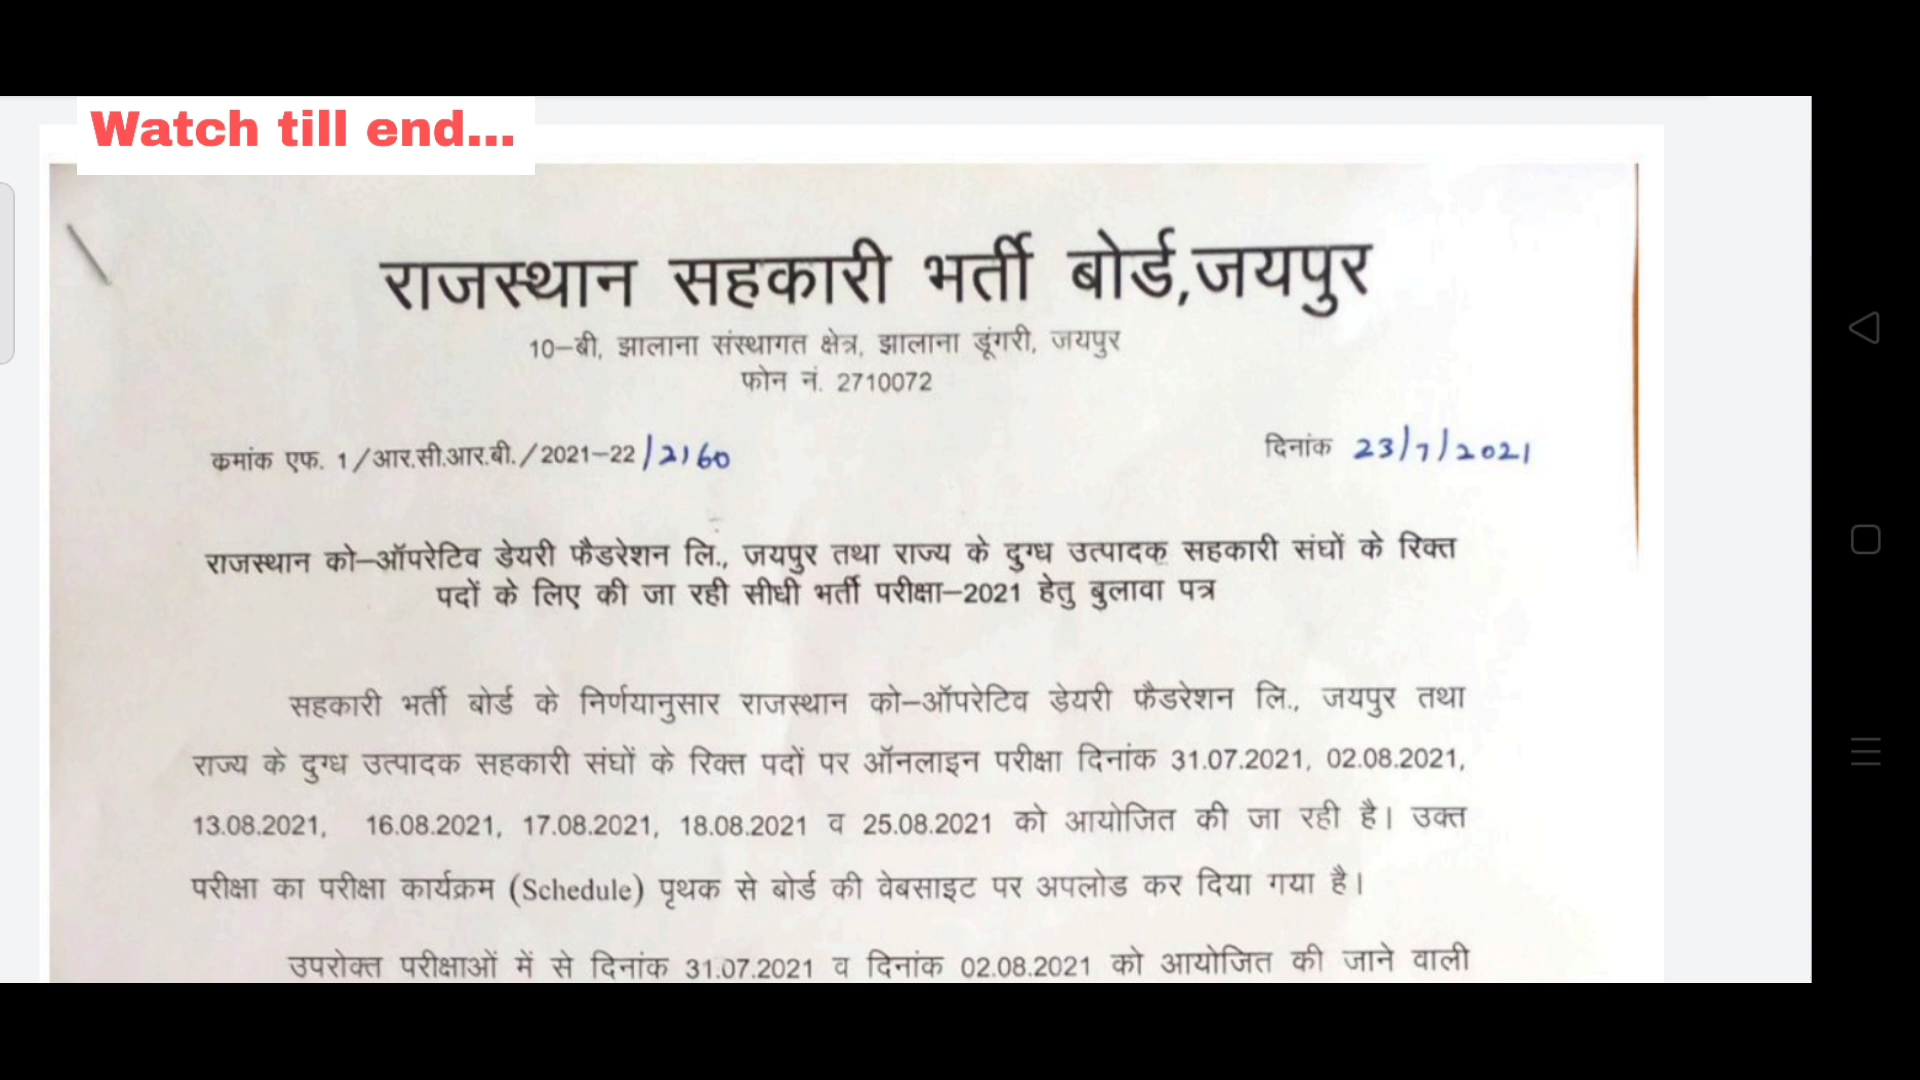 Watch till end...
राजस्थान सहकारी भर्ती बोर्ड,जयपुर
10–बी, झालाना संस्थागत क्षेत्र, झालाना डूंगरी, जयपुर
फोन नं. 2710072
कमांक एफ. 1/आर.सी.आर.बी./2021–22/2160 दिनांक 23/7/2021
राजस्थान को–ऑपरेटिव डेयरी फैडरेशन लि., जयपुर तथा राज्य के दुग्ध उत्पादक सहकारी संघों के रिक्त
पदों के लिए की जा रही सीधी भर्ती परीक्षा–2021 हेतु बुलावा पत्र
सहकारी भर्ती बोर्ड के निर्णयानुसार राजस्थान को–ऑपरेटिव डेयरी फैडरेशन लि., जयपुर तथा
राज्य के दुग्ध उत्पादक सहकारी संघों के रिक्त पदों पर ऑनलाइन परीक्षा दिनांक 31.07.2021, 02.08.2021,
13.08.2021, 16.08.2021, 17.08.2021, 18.08.2021 व 25.08.2021 को आयोजित की जा रही है। उक्त
परीक्षा का परीक्षा कार्यक्रम (Schedule) पृथक से बोर्ड की वेबसाइट पर अपलोड कर दिया गया है।
उपरोक्त परीक्षाओं में से दिनांक 31.07.2021 व दिनांक 02.08.2021 को आयोजित की जाने वाली